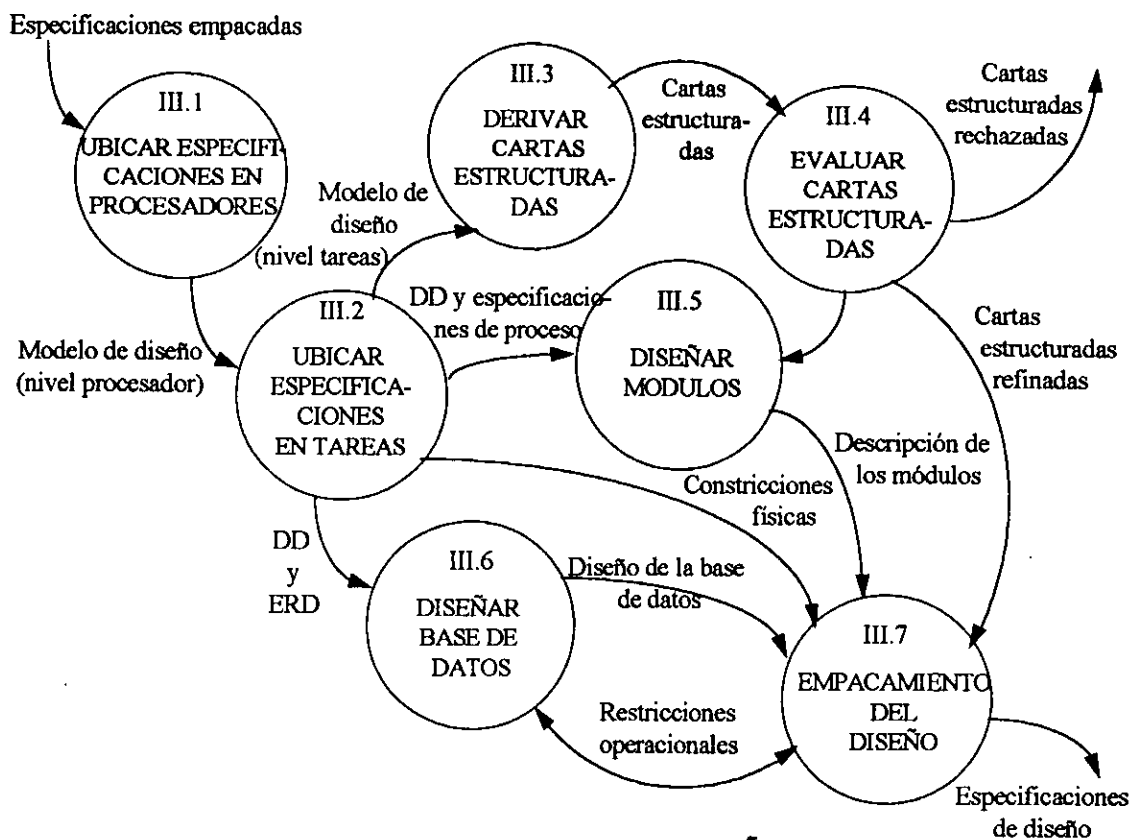 Especificaciones empacadas
III.1
UBICAR ESPECIFI-
CACIONES EN
PROCESADORES
III.3
DERIVAR
CARTAS
ESTRUCTURA-
DAS
Cartas
estructura-
das
III.4
EVALUAR
CARTAS
ESTRUCTURA-
DAS
Cartas
estructuradas
rechazadas
Modelo de
diseño
(nivel tareas)
Modelo de diseño
(nivel procesador)
III.2
UBICAR
ESPECIFICA-
CIONES
EN TAREAS
DD y especificacio-
nes de proceso
III.5
DISEÑAR
MODULOS
Cartas
estructuradas
refinadas
Descripción de
los módulos
Constricciones
físicas
DD
y
ERD
III.6
DISEÑAR
BASE DE
DATOS
Diseño de la base
de datos
III.7
EMPACAMIENTO
DEL
DISEÑO
Restricciones
operacionales
Especificaciones
de diseño